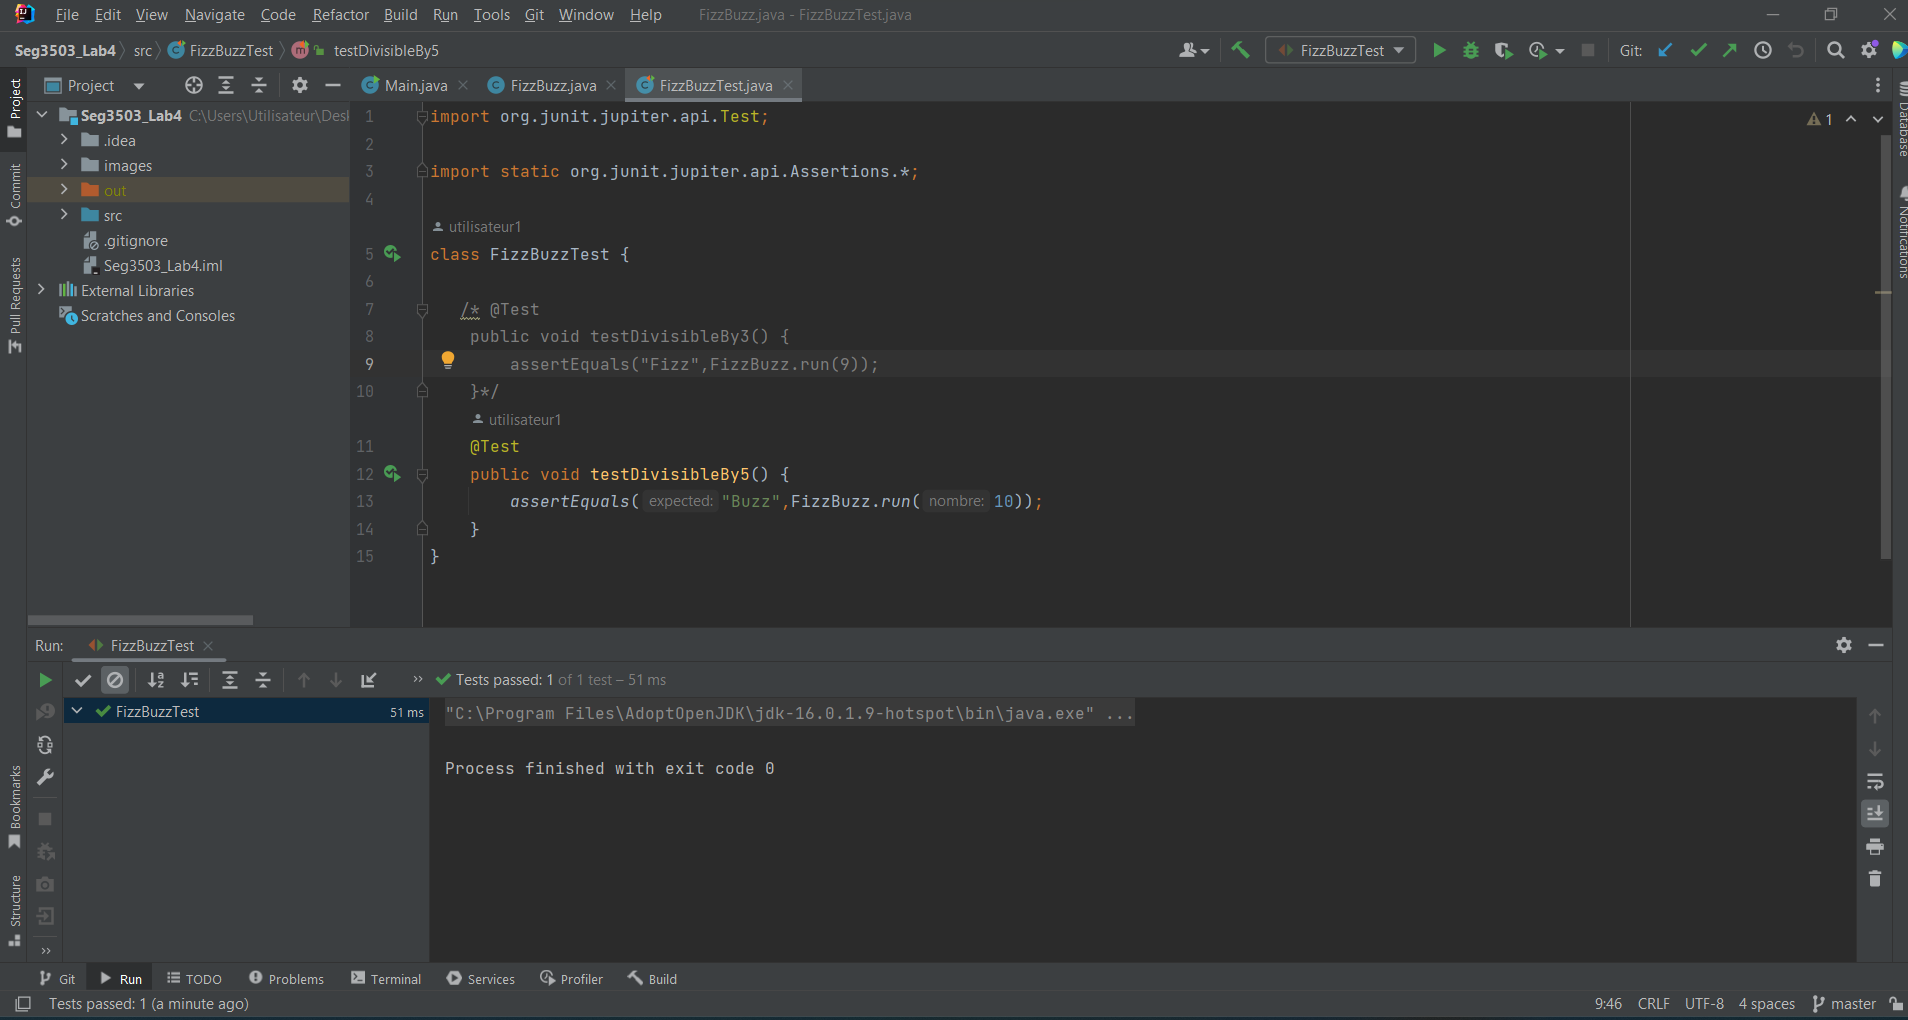 File Edit View Navigate Code Refactor Build Run Tools Git Window Help FizzBuzz.java - FizzBuzzTest.java
Seg3503_Lab4 src FizzBuzzTest testDivisibleBy5 FizzBuzzTest Git:
Project
Main.java FizzBuzz.java FizzBuzzTest.java
Project
Commit
Pull Requests
Bookmarks
Structure
Database
Notifications
Seg3503_Lab4 C:\Users\Utilisateur\Desk
.idea
images
out
src
.gitignore
Seg3503_Lab4.iml
External Libraries
Scratches and Consoles
1 import org.junit.jupiter.api.Test;
2
3 import static org.junit.jupiter.api.Assertions.*;
4
utilisateur1
5 class FizzBuzzTest {
6
7 /* @Test
8 public void testDivisibleBy3() {
9 assertEquals("Fizz",FizzBuzz.run(9));
10 }*/
utilisateur1
11 @Test
12 public void testDivisibleBy5() {
13 assertEquals( expected: "Buzz",FizzBuzz.run( nombre: 10));
14 }
15 }
1
Run: FizzBuzzTest
Tests passed: 1 of 1 test – 51 ms
FizzBuzzTest 51 ms
"C:\Program Files\AdoptOpenJDK\jdk-16.0.1.9-hotspot\bin\java.exe" ...
Process finished with exit code 0
Git Run TODO Problems Terminal Services Profiler Build
Tests passed: 1 (a minute ago) 9:46 CRLF UTF-8 4 spaces master